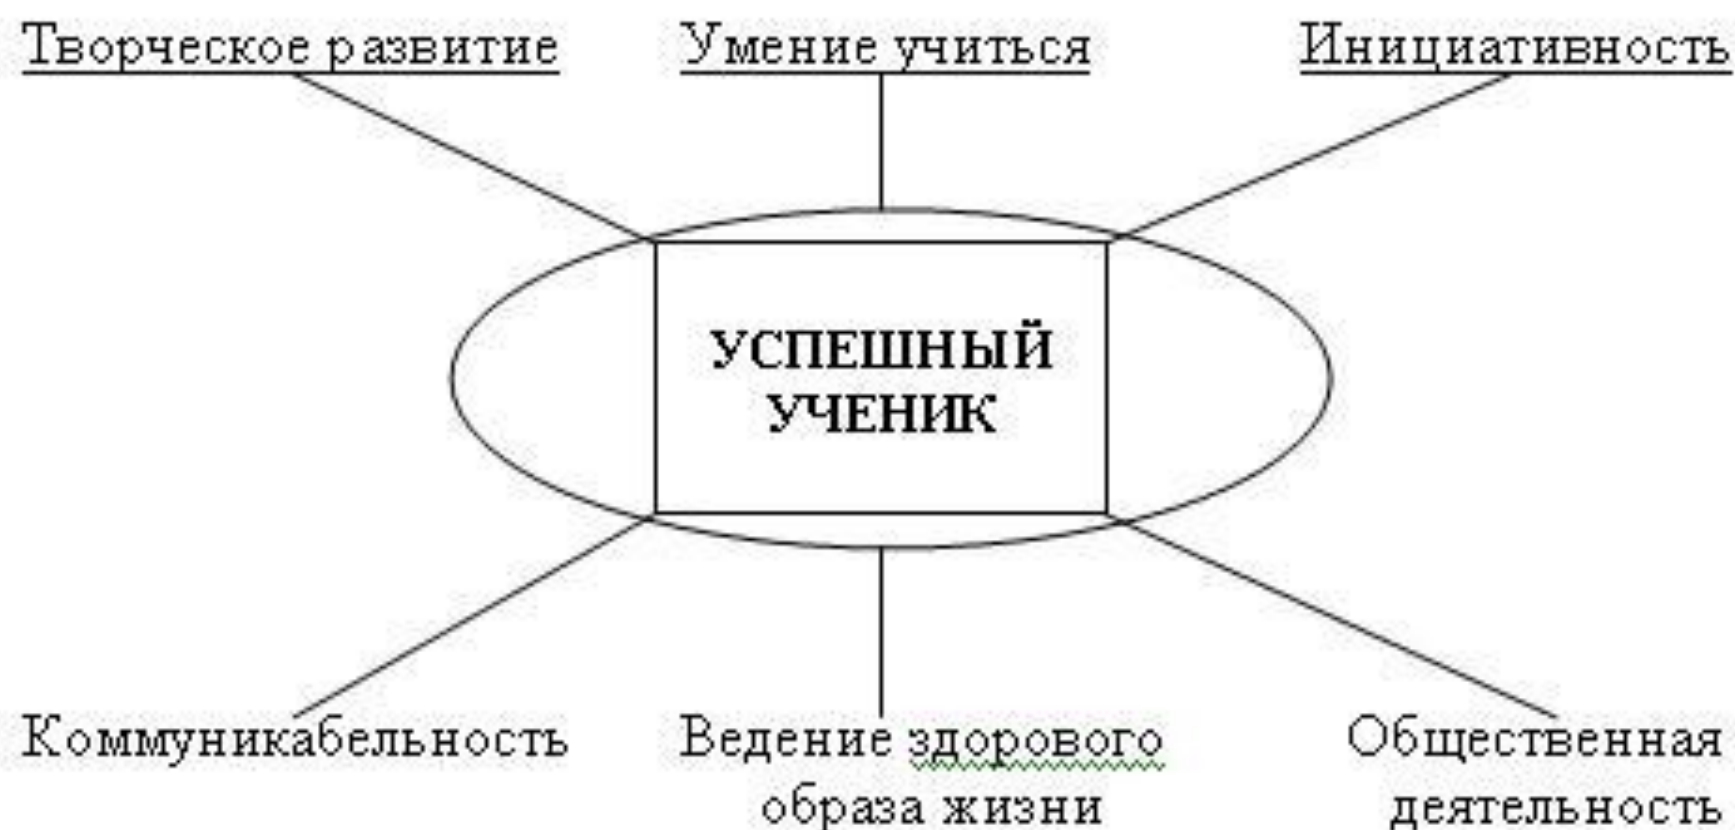 Творческое развитие
Умение учиться
Инициативность
УСПЕШНЫЙ
УЧЕНИК
Коммуникабельность
Ведение здорового
образа жизни
Общественная
деятельность